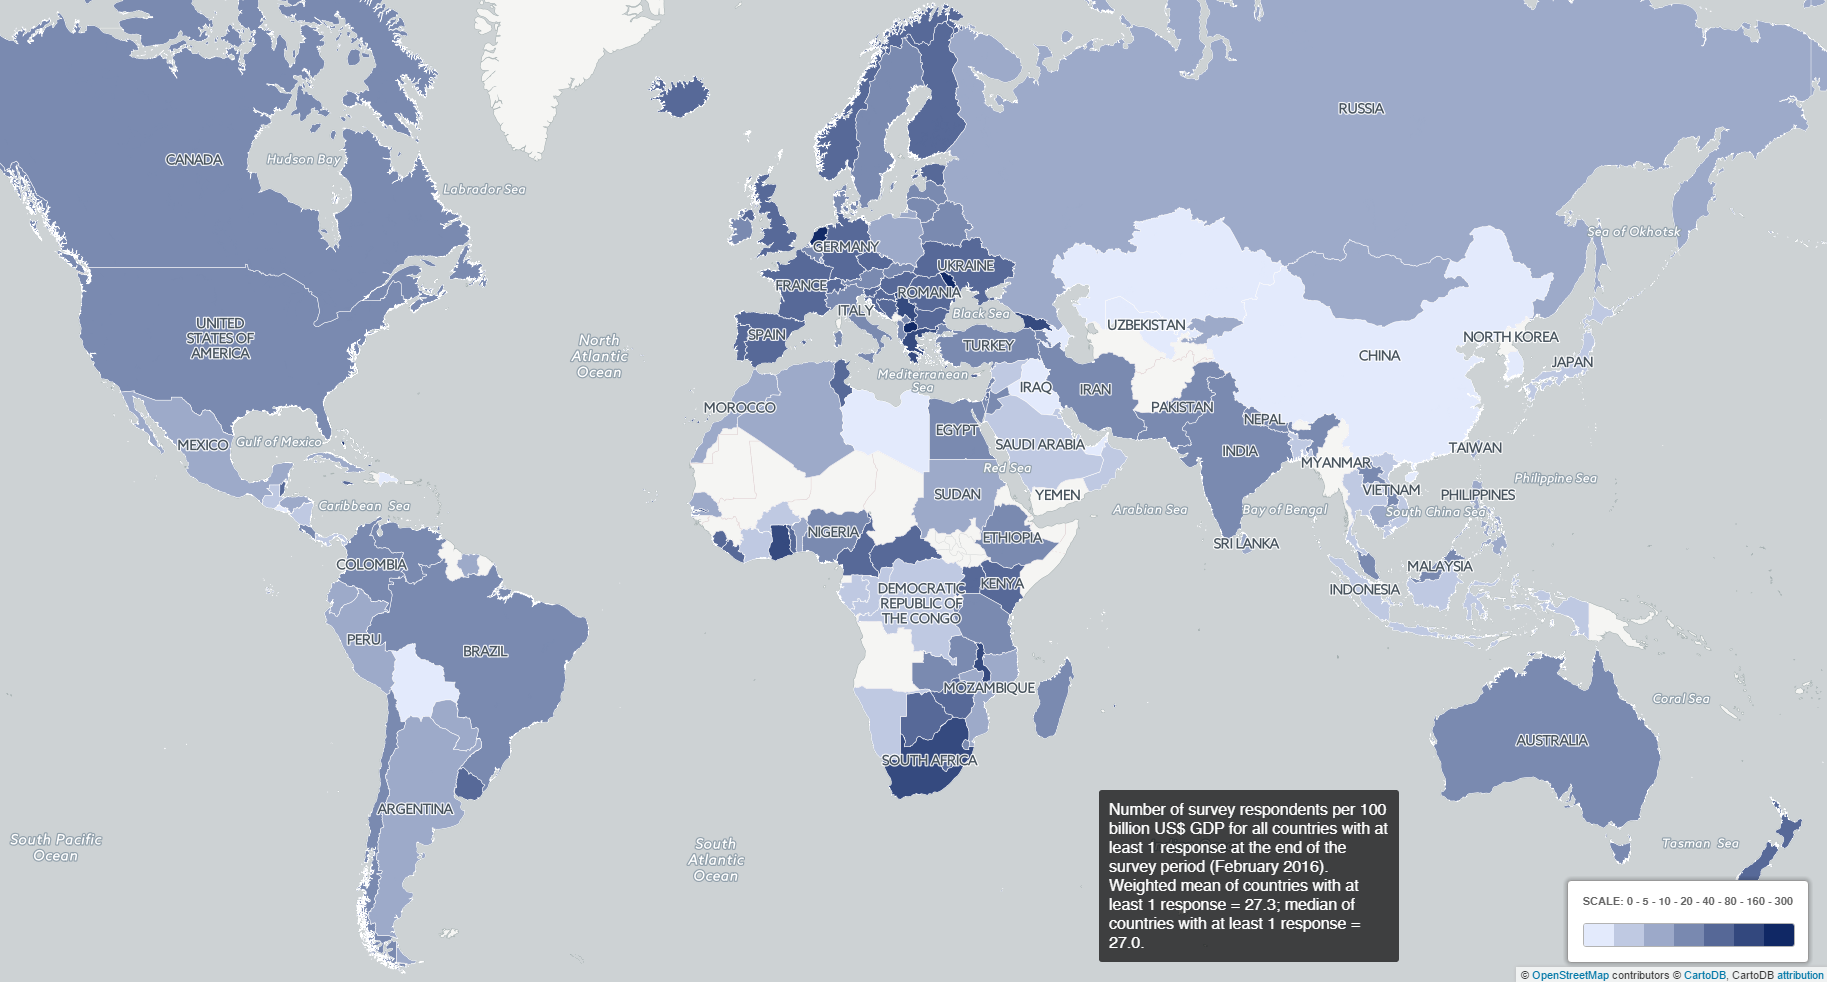 RUSSIA
CANADA
Hudson Bay
Labrador Sea
Sea of Okhotsk
GERMANY
UKRAINE
FRANCE
ROMANIA
ITALY
Black Sea
SPAIN
UNITED
STATES OF
AMERICA
North
Atlantic
Ocean
UZBEKISTAN
TURKEY
CHINA
NORTH KOREA
JAPAN
Mediterranean
Sea
IRAQ
IRAN
MOROCCO
PAKISTAN
NEPAL
EGYPT
MEXICO
Gulf of Mexico
SAUDI ARABIA
INDIA
TAIWAN
MYANMAR
Red Sea
Philippine Sea
SUDAN
YEMEN
VIETNAM
PHILIPPINES
Caribbean Sea
Arabian Sea
Bay of Bengal
South China Sea
NIGERIA
ETHIOPIA
SRI LANKA
COLOMBIA
MALAYSIA
KENYA
DEMOCRATIC
REPUBLIC OF
THE CONGO
INDONESIA
PERU
BRAZIL
MOZAMBIQUE
Coral Sea
AUSTRALIA
SOUTH AFRICA
ARGENTINA
South Pacific
Ocean
South
Atlantic
Ocean
Tasman Sea
Number of survey respondents per 100
billion US$ GDP for all countries with at
least 1 response at the end of the
survey period (February 2016).
Weighted mean of countries with at
least 1 response = 27.3; median of
countries with at least 1 response =
27.0.
SCALE: 0 - 5 - 10 - 20 - 40 - 80 - 160 - 300
© OpenStreetMap contributors © CartoDB, CartoDB attribution